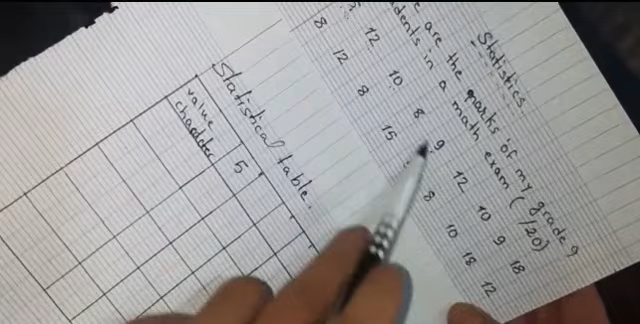 Statistics
are the marks of my grade 9
dents in a math exam ( /20)
12 10 8 9 12 10 9 18
8 12 8 15 8 10 18 12
Statistical table.
value 5